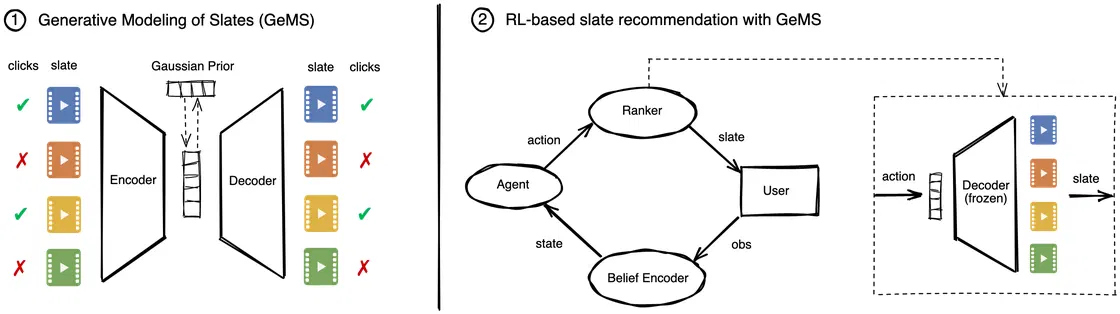 1 Generative Modeling of Slates (GeMS)
clicks slate Gaussian Prior slate clicks
Encoder
Decoder
2 RL-based slate recommendation with GeMS
Ranker
action
slate
Agent
User
state
obs
Belief Encoder
action
Decoder
(frozen)
slate